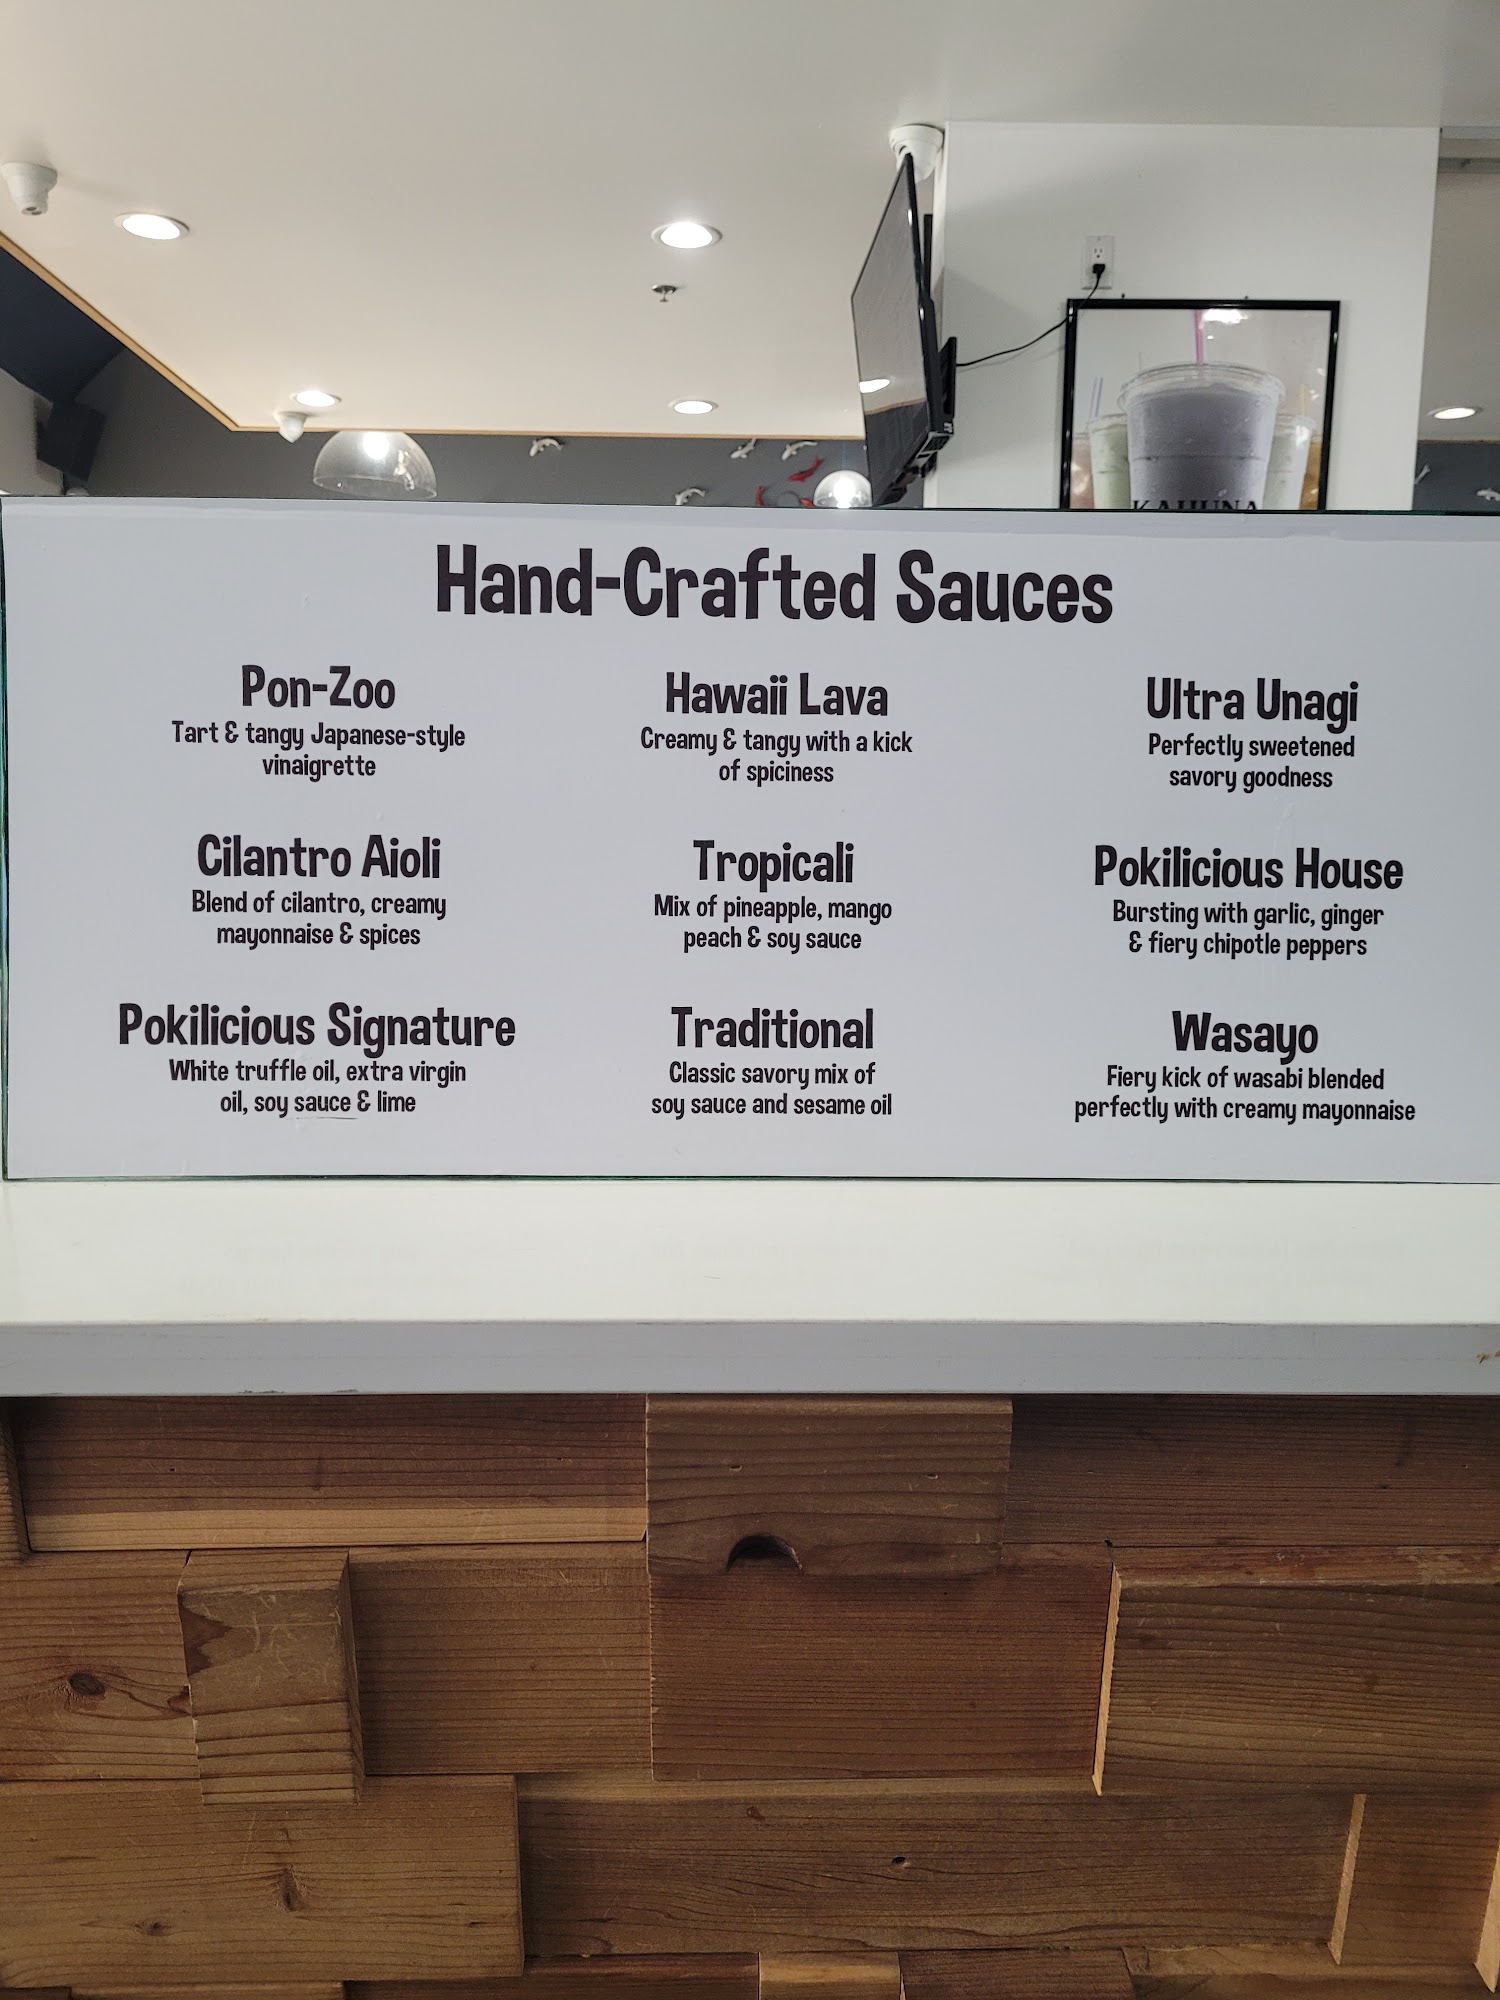 KAHUNA
Hand-Crafted Sauces
Pon-Zoo
Tart & tangy Japanese-style
vinaigrette
Hawaii Lava
Creamy & tangy with a kick
of spiciness
Ultra Unagi
Perfectly sweetened
savory goodness
Cilantro Aioli
Blend of cilantro, creamy
mayonnaise & spices
Tropicali
Mix of pineapple, mango
peach & soy sauce
Pokilicious House
Bursting with garlic, ginger
& fiery chipotle peppers
Pokilicious Signature
White truffle oil, extra virgin
oil, soy sauce & lime
Traditional
Classic savory mix of
soy sauce and sesame oil
Wasayo
Fiery kick of wasabi blended
perfectly with creamy mayonnaise